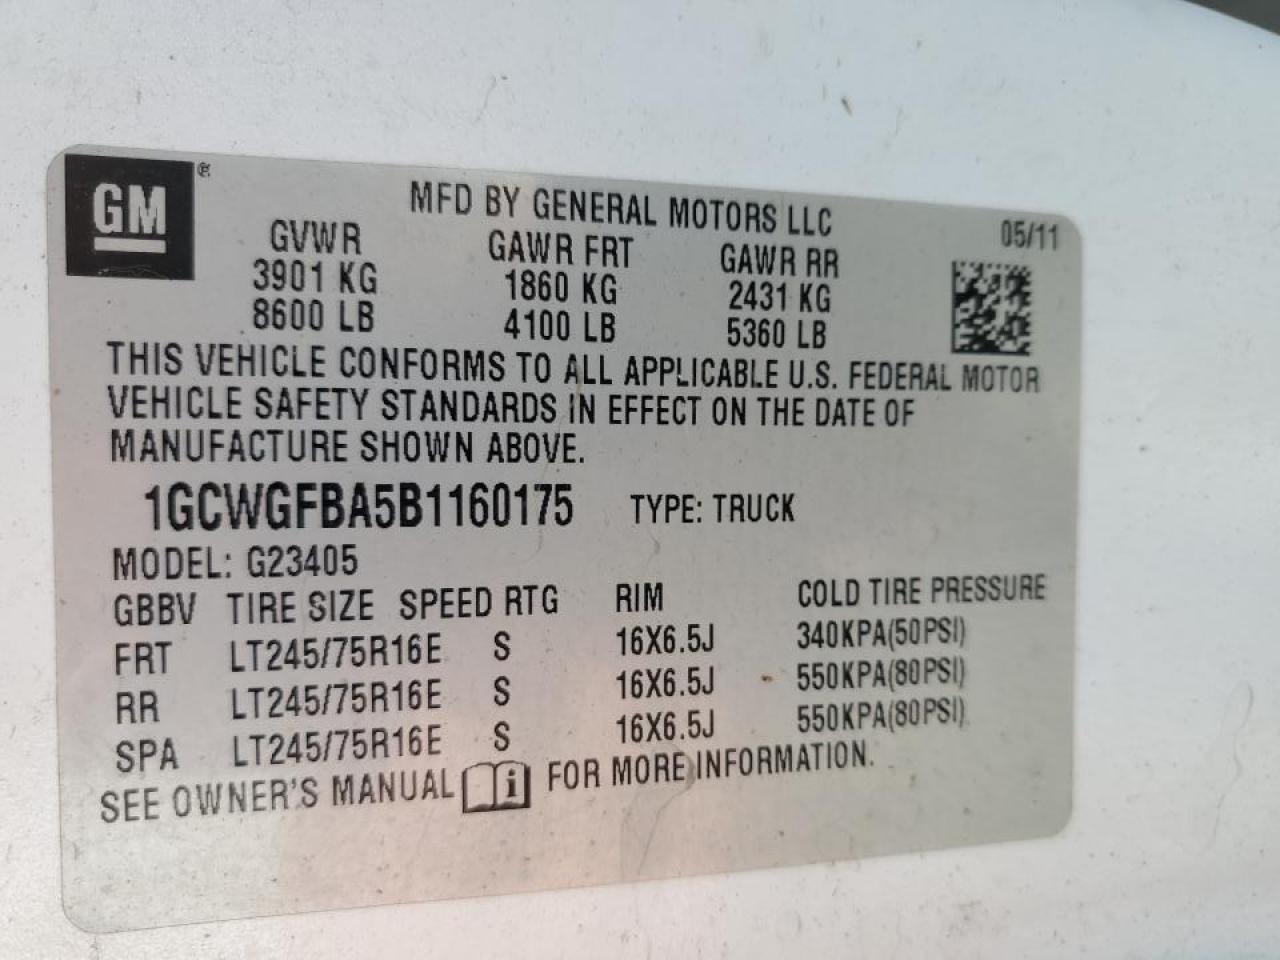 GM ®
MFD BY GENERAL MOTORS LLC
05/11
GVWR GAWR FRT GAWR RR
3901 KG 1860 KG 2431 KG
8600 LB 4100 LB 5360 LB
THIS VEHICLE CONFORMS TO ALL APPLICABLE U.S. FEDERAL MOTOR
VEHICLE SAFETY STANDARDS IN EFFECT ON THE DATE OF
MANUFACTURE SHOWN ABOVE.
1GCWGFBA5B1160175 TYPE: TRUCK
MODEL: G23405
GBBV TIRE SIZE SPEED RTG RIM COLD TIRE PRESSURE
FRT LT245/75R16E S 16X6.5J 340KPA(50PSI)
RR LT245/75R16E S 16X6.5J 550KPA(80PSI)
SPA LT245/75R16E S 16X6.5J 550KPA(80PSI)
SEE OWNER'S MANUAL i FOR MORE INFORMATION.